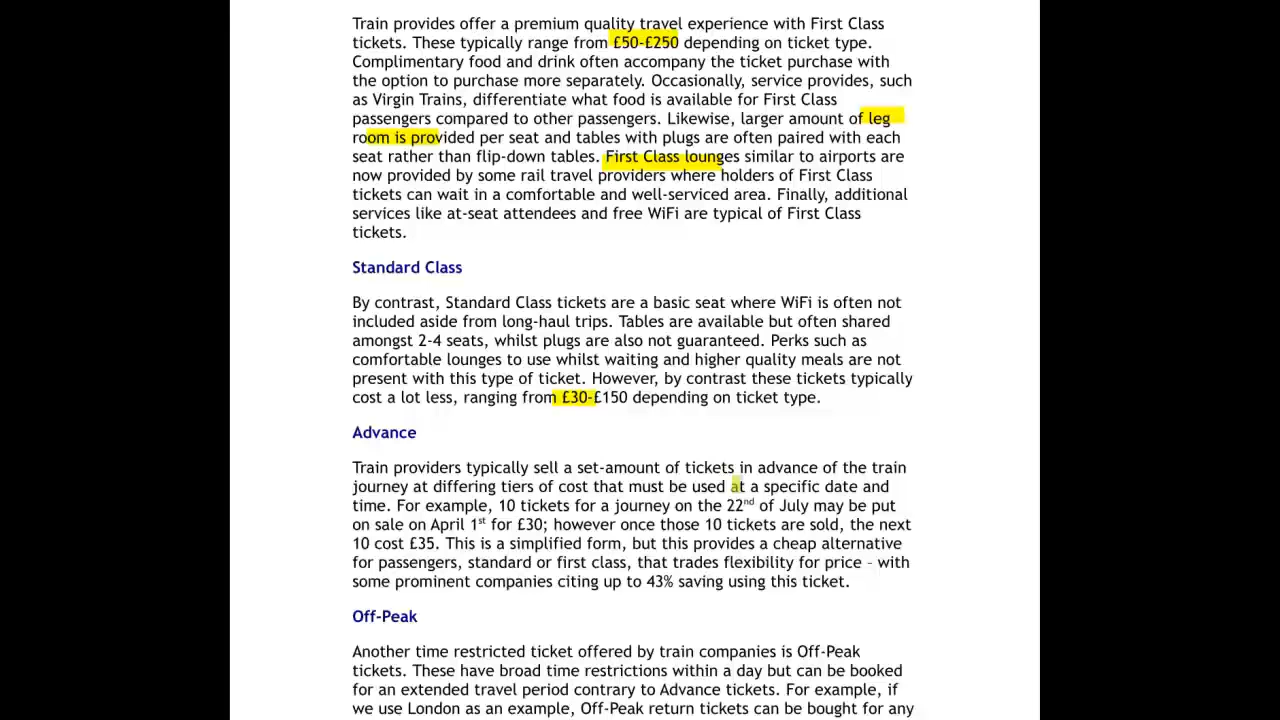 Train provides offer a premium quality travel experience with First Class
tickets. These typically range from £50-£250 depending on ticket type.
Complimentary food and drink often accompany the ticket purchase with
the option to purchase more separately. Occasionally, service provides, such
as Virgin Trains, differentiate what food is available for First Class
passengers compared to other passengers. Likewise, larger amount of leg
room is provided per seat and tables with plugs are often paired with each
seat rather than flip-down tables. First Class lounges similar to airports are
now provided by some rail travel providers where holders of First Class
tickets can wait in a comfortable and well-serviced area. Finally, additional
services like at-seat attendees and free WiFi are typical of First Class
tickets.
Standard Class
By contrast, Standard Class tickets are a basic seat where WiFi is often not
included aside from long-haul trips. Tables are available but often shared
amongst 2-4 seats, whilst plugs are also not guaranteed. Perks such as
comfortable lounges to use whilst waiting and higher quality meals are not
present with this type of ticket. However, by contrast these tickets typically
cost a lot less, ranging from £30-£150 depending on ticket type.
Advance
Train providers typically sell a set-amount of tickets in advance of the train
journey at differing tiers of cost that must be used at a specific date and
time. For example, 10 tickets for a journey on the 22nd of July may be put
on sale on April 1st for £30; however once those 10 tickets are sold, the next
10 cost £35. This is a simplified form, but this provides a cheap alternative
for passengers, standard or first class, that trades flexibility for price – with
some prominent companies citing up to 43% saving using this ticket.
Off-Peak
Another time restricted ticket offered by train companies is Off-Peak
tickets. These have broad time restrictions within a day but can be booked
for an extended travel period contrary to Advance tickets. For example, if
we use London as an example, Off-Peak return tickets can be bought for any